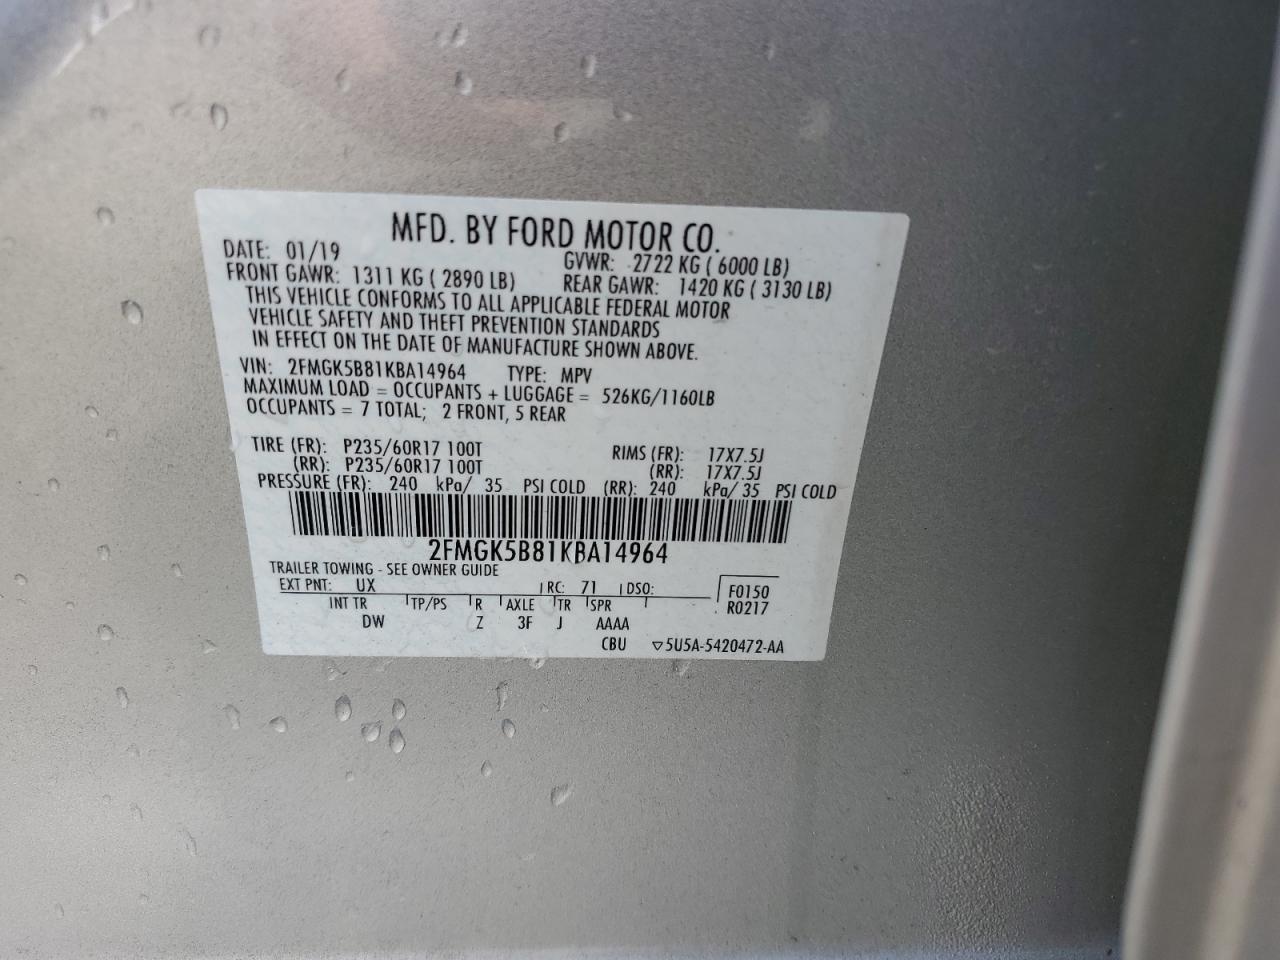 MFD. BY FORD MOTOR CO.
DATE: 01/19 GVWR: 2722 KG ( 6000 LB)
FRONT GAWR: 1311 KG ( 2890 LB) REAR GAWR: 1420 KG ( 3130 LB)
THIS VEHICLE CONFORMS TO ALL APPLICABLE FEDERAL MOTOR
VEHICLE SAFETY AND THEFT PREVENTION STANDARDS
IN EFFECT ON THE DATE OF MANUFACTURE SHOWN ABOVE.
VIN: 2FMGK5B81KBA14964 TYPE: MPV
MAXIMUM LOAD = OCCUPANTS + LUGGAGE = 526KG/1160LB
OCCUPANTS = 7 TOTAL; 2 FRONT, 5 REAR
TIRE (FR): P235/60R17 100T RIMS (FR): 17X7.5J
(RR): P235/60R17 100T (RR): 17X7.5J
PRESSURE (FR): 240 kPa/ 35 PSI COLD (RR): 240 kPa/ 35 PSI COLD
2FMGK5B81KBA14964
TRAILER TOWING - SEE OWNER GUIDE
EXT PNT: UX RC: 71 DSO: F0150
INT TR TP/PS R AXLE TR SPR R0217
DW Z 3F J AAAA
CBU ▽5U5A-5420472-AA